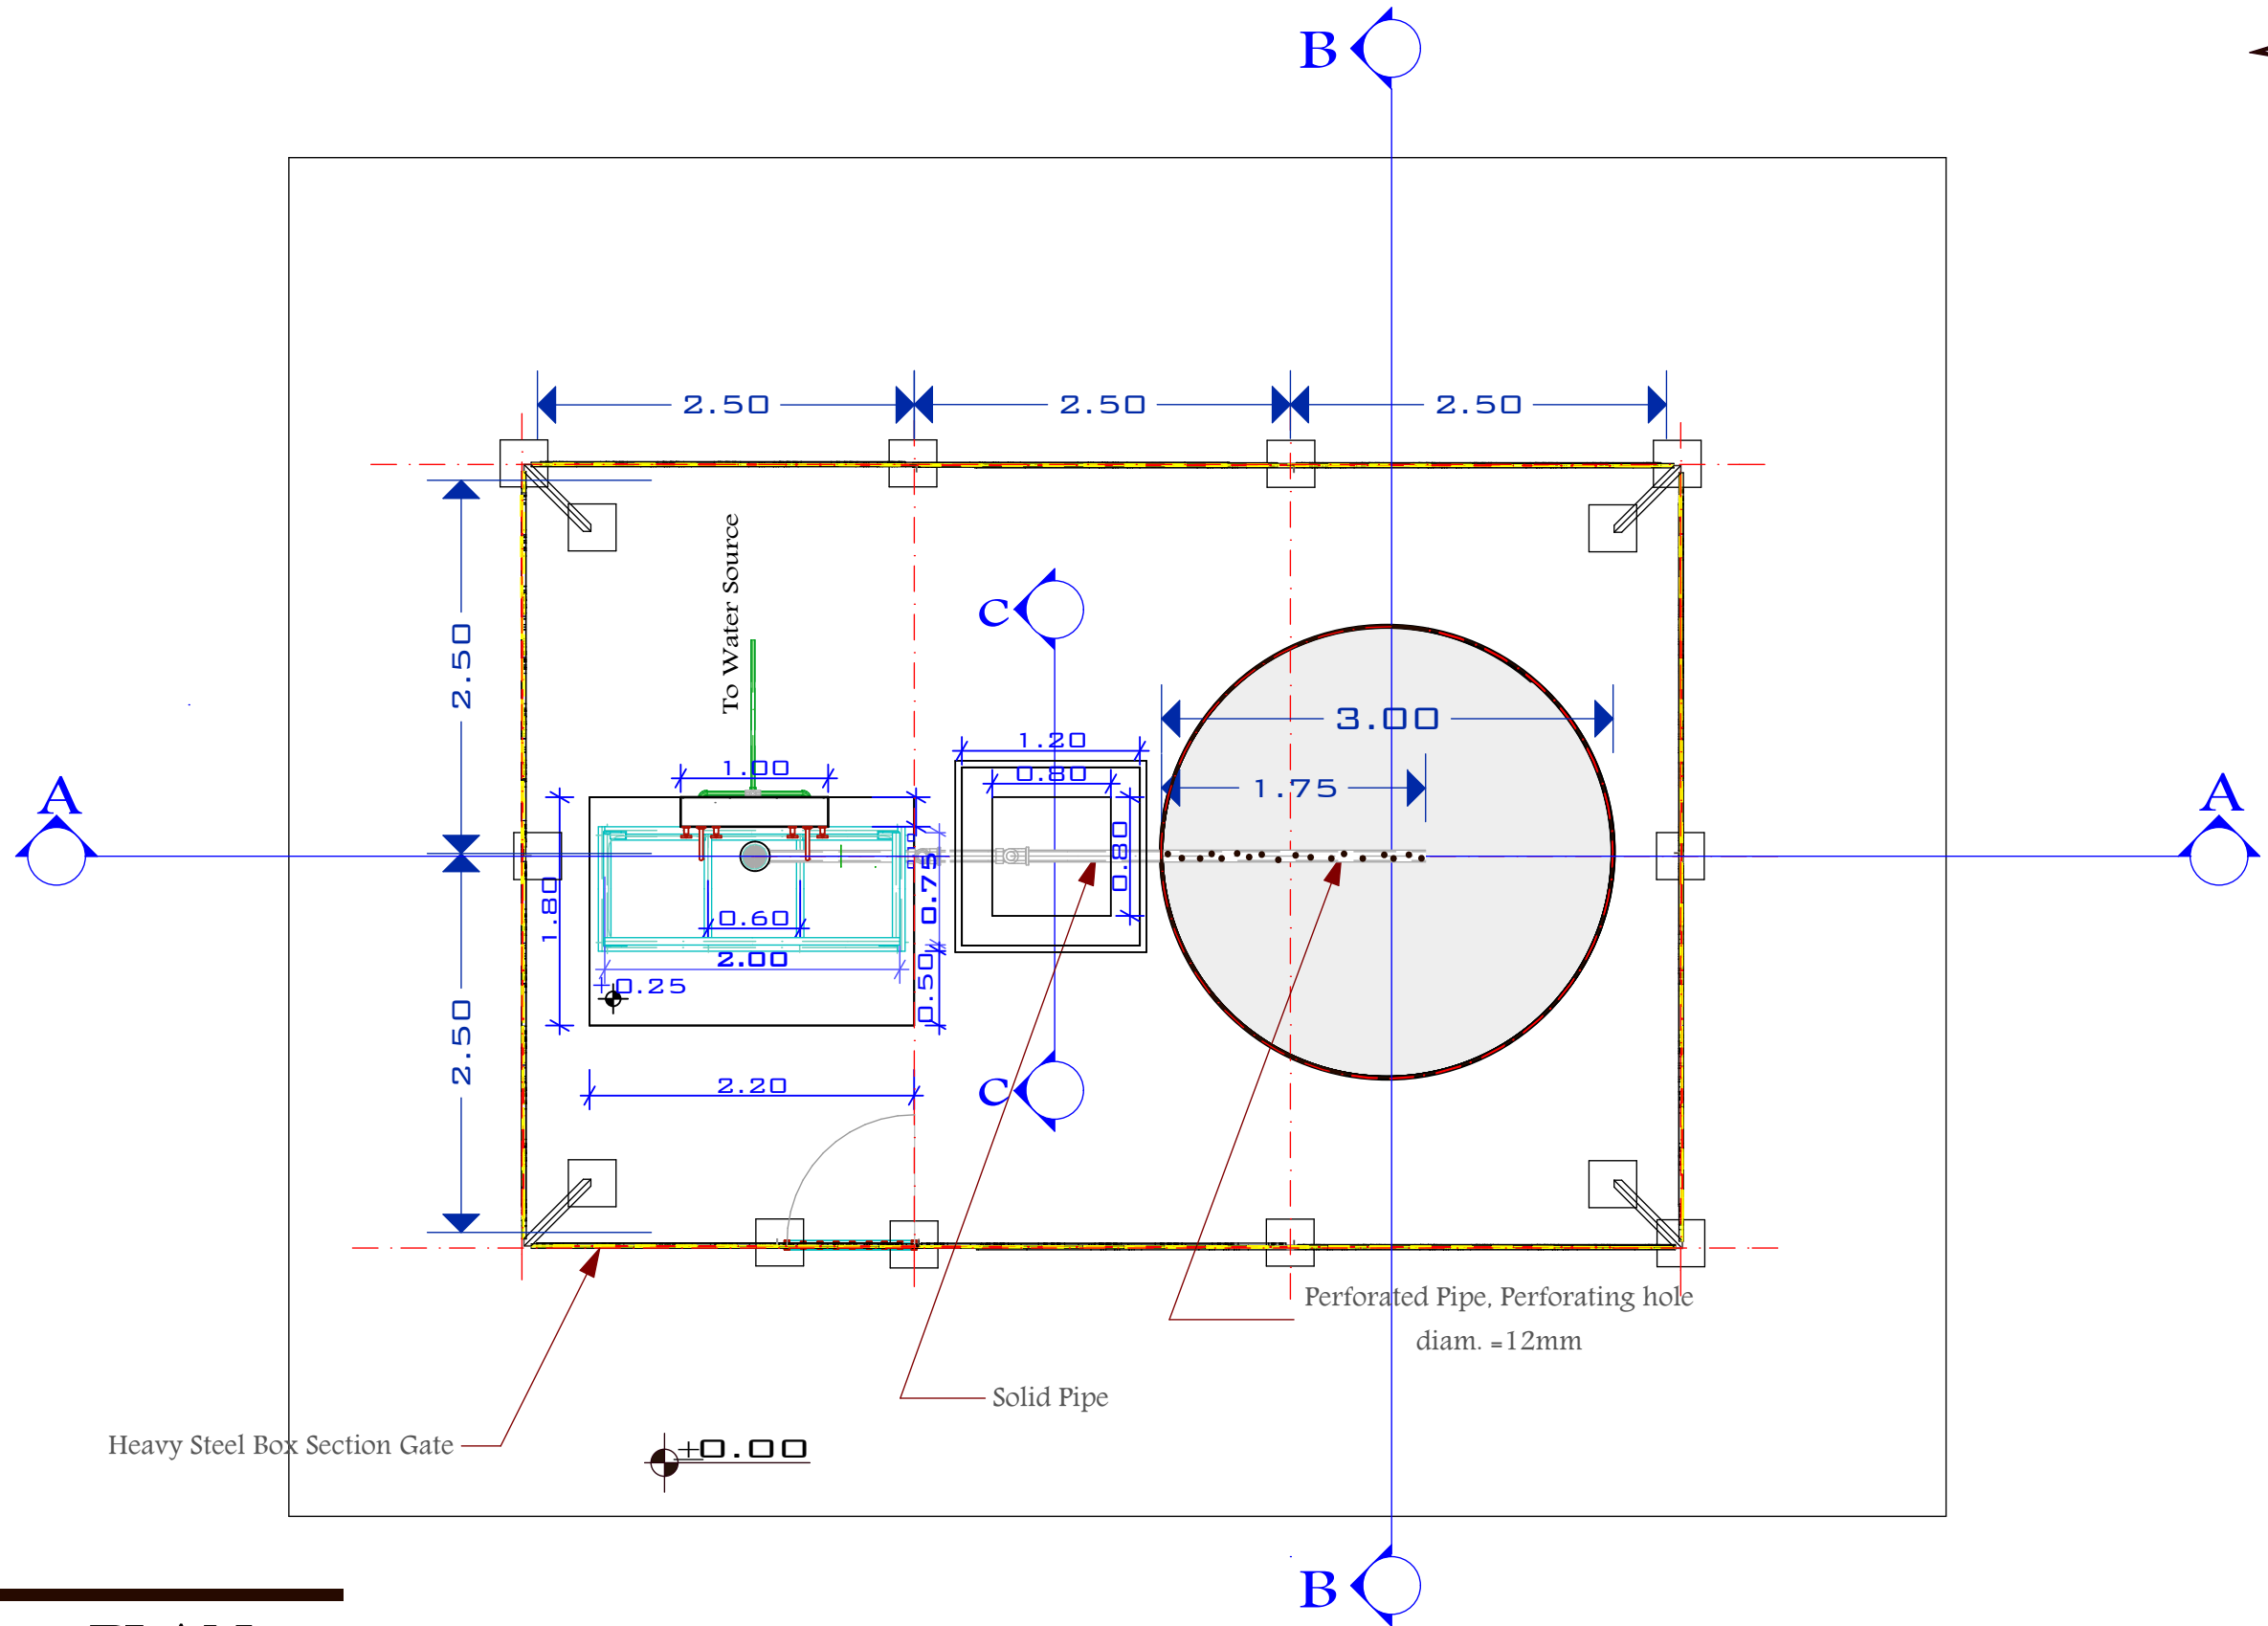 B
2.50
2.50
2.50
To Water Source
2.50
C
3.00
1.20
1.00
0.80
1.75
A
A
0.80
1.80
0.75
0.60
2.00
0.50
+0.25
2.50
2.20
C
Perforated Pipe, Perforating hole
diam. =12mm
Solid Pipe
Heavy Steel Box Section Gate
±0.00
B